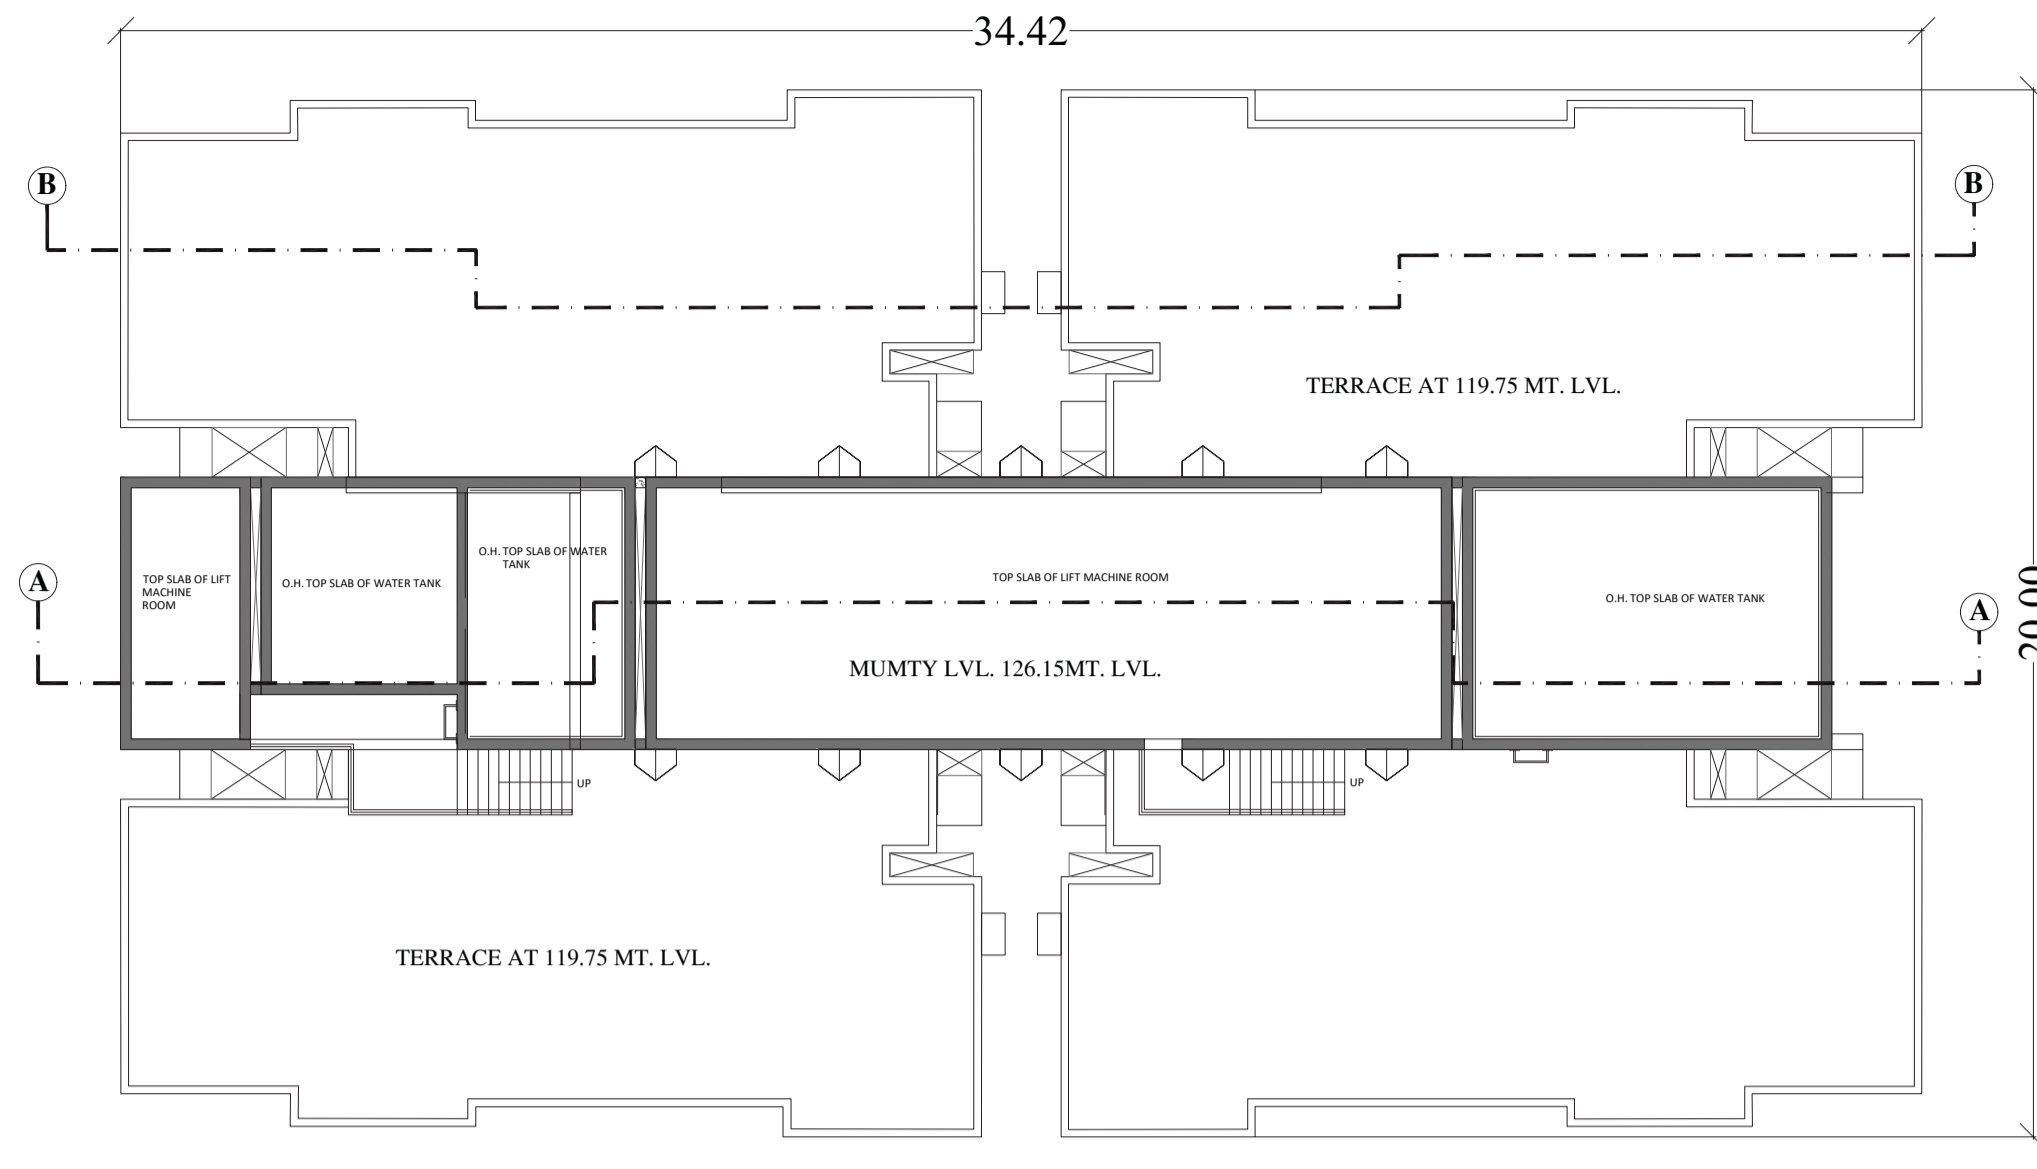 34.42
B
B
TERRACE AT 119.75 MT. LVL.
O.H. TOP SLAB OF WATER
TANK
TOP SLAB OF LIFT
MACHINE
ROOM
O.H. TOP SLAB OF WATER TANK
TOP SLAB OF LIFT MACHINE ROOM
O.H. TOP SLAB OF WATER TANK
A
A
20.00
MUMTY LVL. 126.15MT. LVL.
UP
UP
TERRACE AT 119.75 MT. LVL.